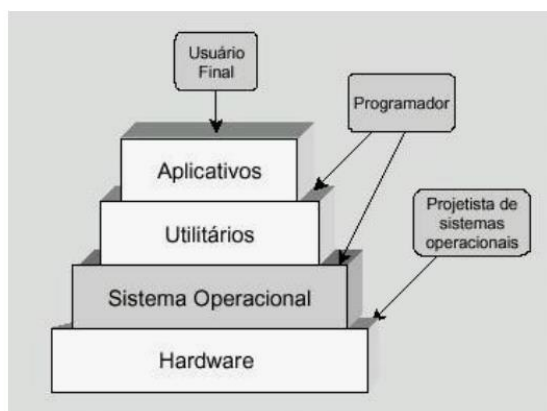 Usuário
Final
Programador
Aplicativos
Projetista de
sistemas
operacionais
Utilitários
Sistema Operacional
Hardware